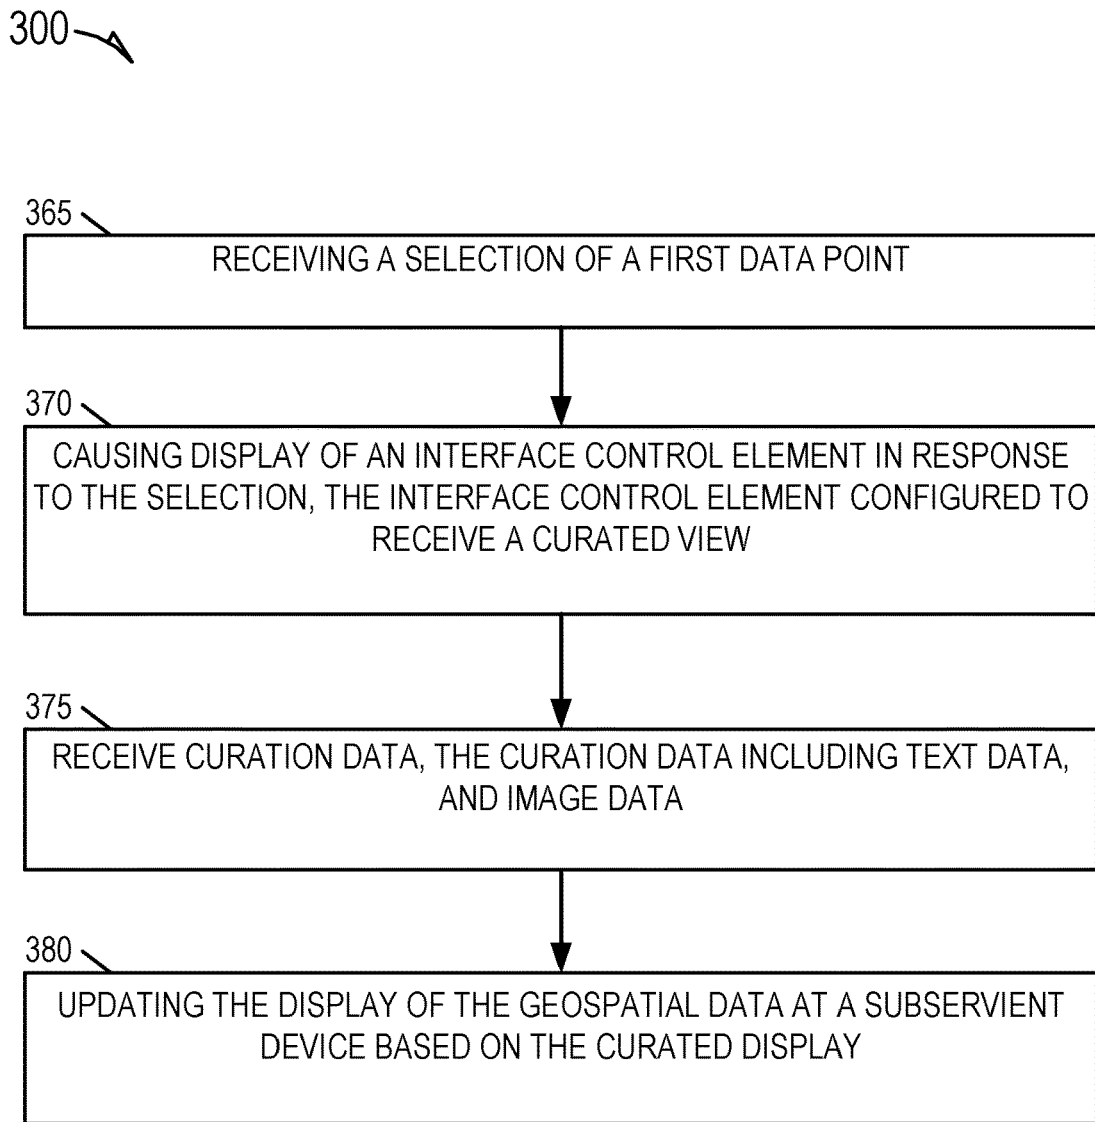 300
365
RECEIVING A SELECTION OF A FIRST DATA POINT
370
CAUSING DISPLAY OF AN INTERFACE CONTROL ELEMENT IN RESPONSE
TO THE SELECTION, THE INTERFACE CONTROL ELEMENT CONFIGURED TO
RECEIVE A CURATED VIEW
375
RECEIVE CURATION DATA, THE CURATION DATA INCLUDING TEXT DATA,
AND IMAGE DATA
380
UPDATING THE DISPLAY OF THE GEOSPATIAL DATA AT A SUBSERVIENT
DEVICE BASED ON THE CURATED DISPLAY